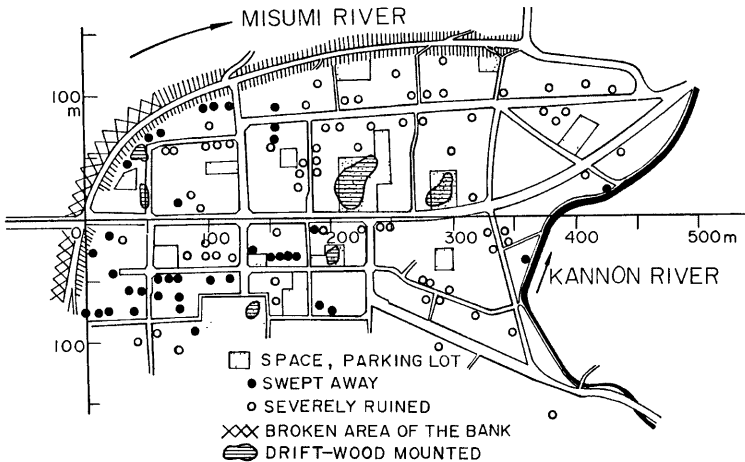 MISUMI RIVER
100
m
0
100
200
300
400
500m
KANNON RIVER
100
SPACE, PARKING LOT
SWEPT AWAY
SEVERELY RUINED
BROKEN AREA OF THE BANK
DRIFT-WOOD MOUNTED